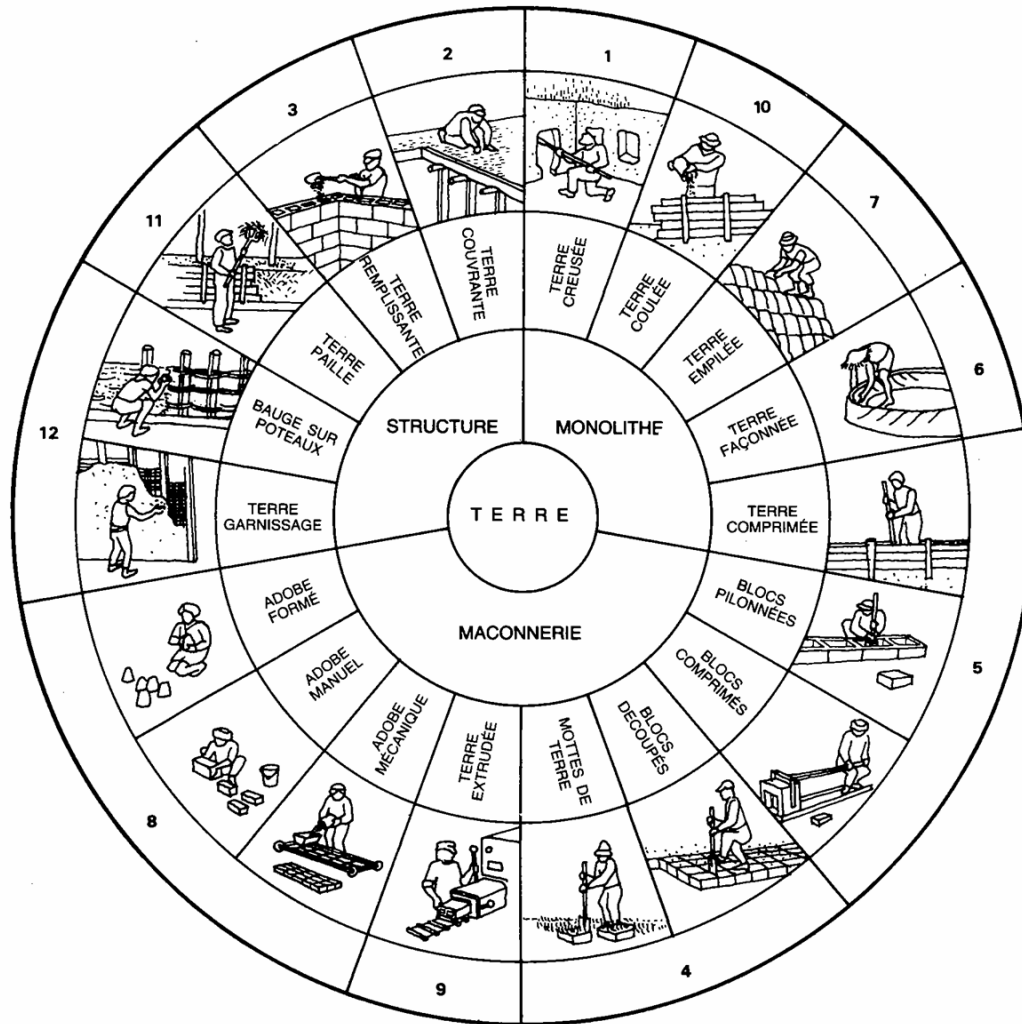 1
10
7
6
5
4
9
8
12
11
3
2
TERRE
CREUSÉE
TERRE
COULÉE
TERRE
EMPILÉE
TERRE
FAÇONNÉE
TERRE
COMPRIMÉE
BLOCS
PILONNÉES
BLOCS
COMPRIMÉS
BLOCS
DECOUPÉS
MOTTES DE
TERRE
TERRE
EXTRUDÉE
ADOBE
MÉCANIQUE
ADOBE
MANUEL
ADOBE
FORMÉ
TERRE
GARNISSAGE
BAUGE SUR
POTEAUX
TERRE
PAILLE
TERRE
REMPLISSANTE
TERRE
COUVRANTE
STRUCTURE
MONOLITHE
MACONNERIE
TERRE